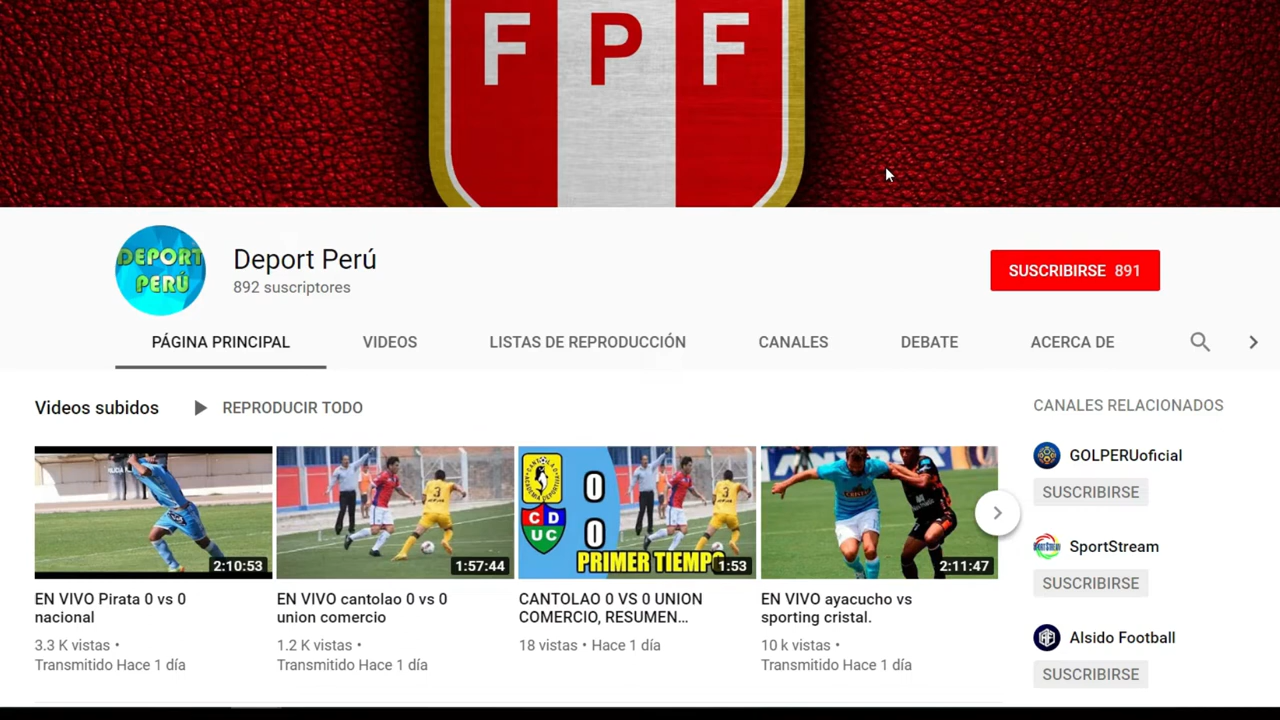 F P F
DEPORT
PERÚ
Deport Perú
892 suscriptores
SUSCRIBIRSE 891
PÁGINA PRINCIPAL
VIDEOS
LISTAS DE REPRODUCCIÓN
CANALES
DEBATE
ACERCA DE
Videos subidos
REPRODUCIR TODO
2:10:53
EN VIVO Pirata 0 vs 0
nacional
3.3 K vistas •
Transmitido Hace 1 día
3
1:57:44
EN VIVO cantolao 0 vs 0
union comercio
1.2 K vistas •
Transmitido Hace 1 día
0
C D
U C
0
3
PRIMER TIEMPO
1:53
CANTOLAO 0 VS 0 UNION
COMERCIO, RESUMEN...
18 vistas • Hace 1 día
CRISTAL
2:11:47
EN VIVO ayacucho vs
sporting cristal.
10 k vistas •
Transmitido Hace 1 día
CANALES RELACIONADOS
GOLPERUoficial
SUSCRIBIRSE
SportStream
SUSCRIBIRSE
Alsido Football
SUSCRIBIRSE